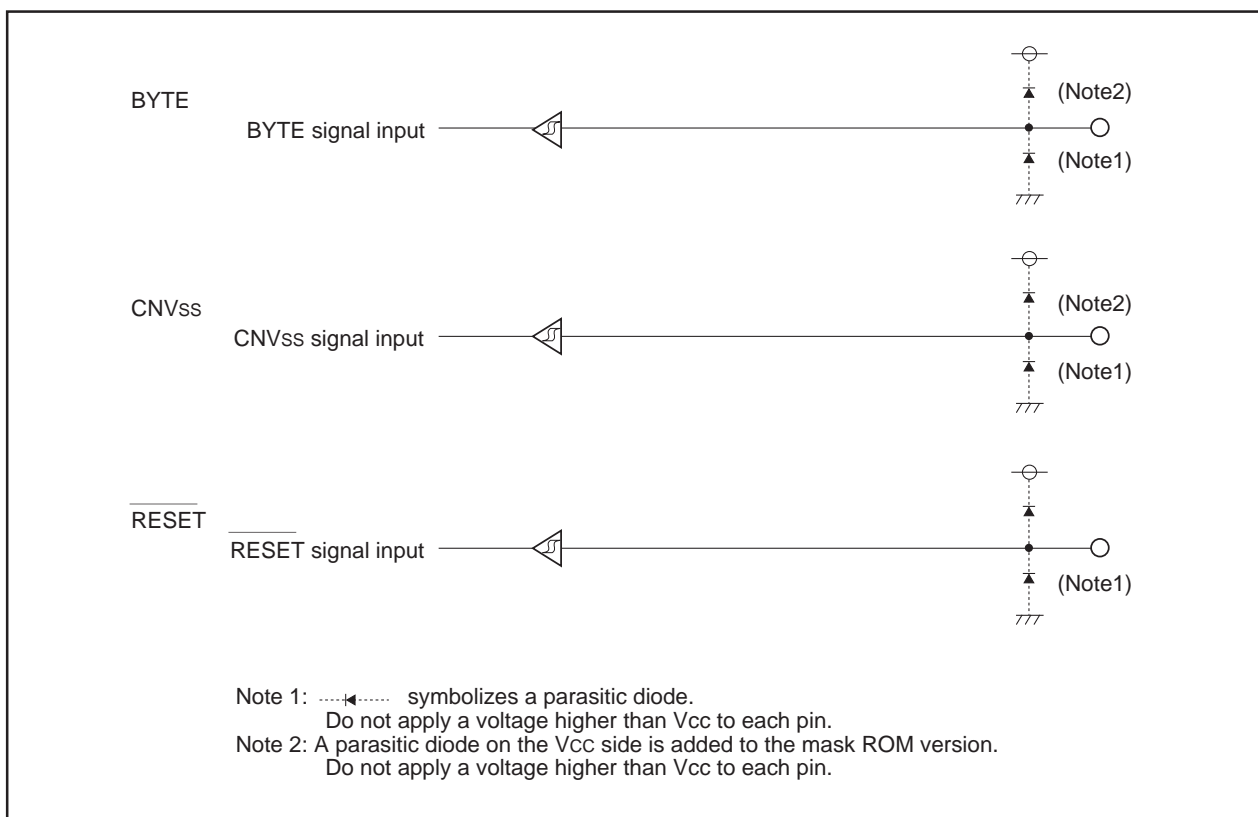 BYTE
(Note2)
BYTE signal input
(Note1)
CNVss
(Note2)
CNVss signal input
(Note1)
RESET
RESET signal input
(Note1)
Note 1: symbolizes a parasitic diode.
Do not apply a voltage higher than Vcc to each pin.
Note 2: A parasitic diode on the VCC side is added to the mask ROM version.
Do not apply a voltage higher than Vcc to each pin.